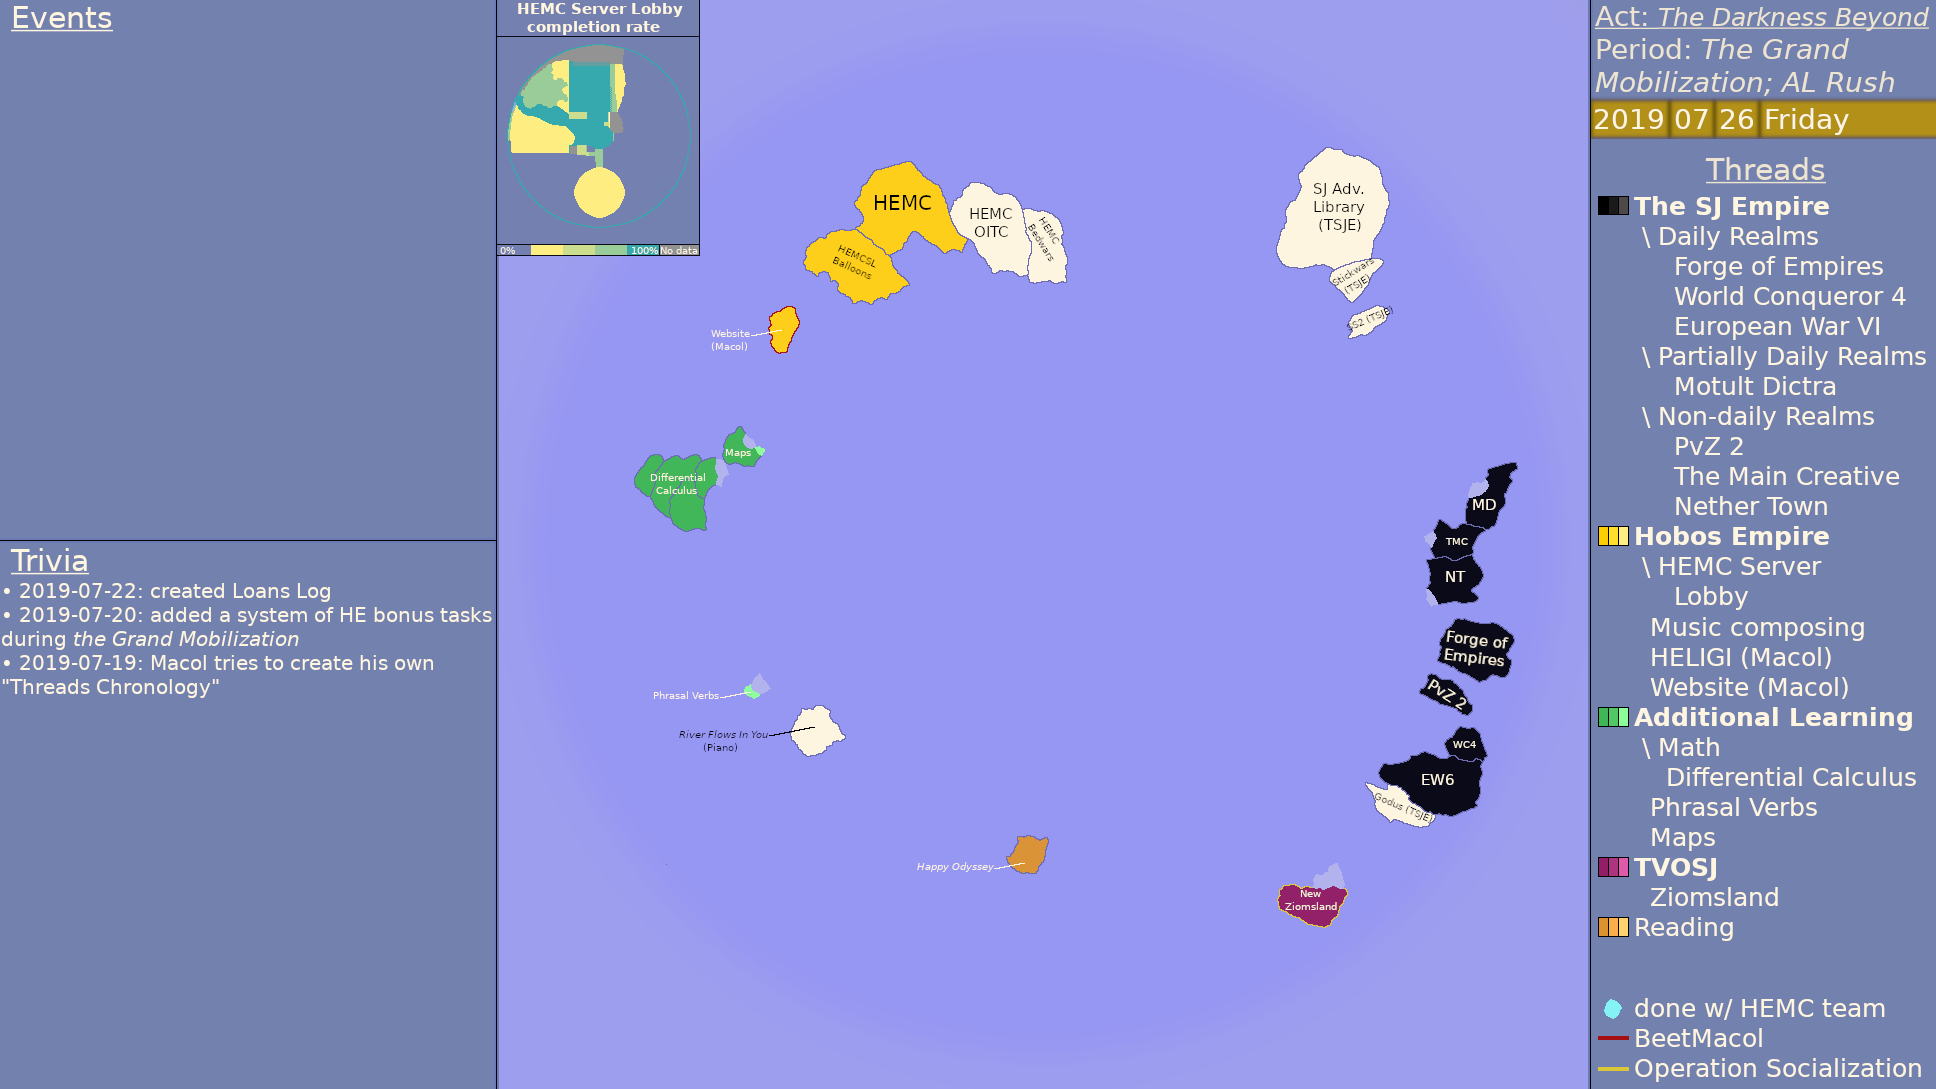 Events
Trivia
• 2019-07-22: created Loans Log
• 2019-07-20: added a system of HE bonus tasks
during the Grand Mobilization
• 2019-07-19: Macol tries to create his own
"Threads Chronology"
HEMC Server Lobby
completion rate
0%
100%
No data
HEMC
HEMCSL
Balloons
HEMC
OITC
HEMC
Bedwars
Website
(Macol)
SJ Adv.
Library
(TSJE)
Stickwars
(TSJE)
SS2 (TSJE)
Maps
Differential
Calculus
MD
TMC
NT
Forge of
Empires
PvZ 2
WC4
EW6
Godus (TSJE)
Phrasal Verbs
River Flows In You
(Piano)
Happy Odyssey
New
Ziomsland
Act: The Darkness Beyond
Period: The Grand
Mobilization; AL Rush
2019 07 26 Friday
Threads
The SJ Empire
\ Daily Realms
Forge of Empires
World Conqueror 4
European War VI
\ Partially Daily Realms
Motult Dictra
\ Non-daily Realms
PvZ 2
The Main Creative
Nether Town
Hobos Empire
\ HEMC Server
Lobby
Music composing
HELIGI (Macol)
Website (Macol)
Additional Learning
\ Math
Differential Calculus
Phrasal Verbs
Maps
TVOSJ
Ziomsland
Reading
done w/ HEMC team
BeetMacol
Operation Socialization